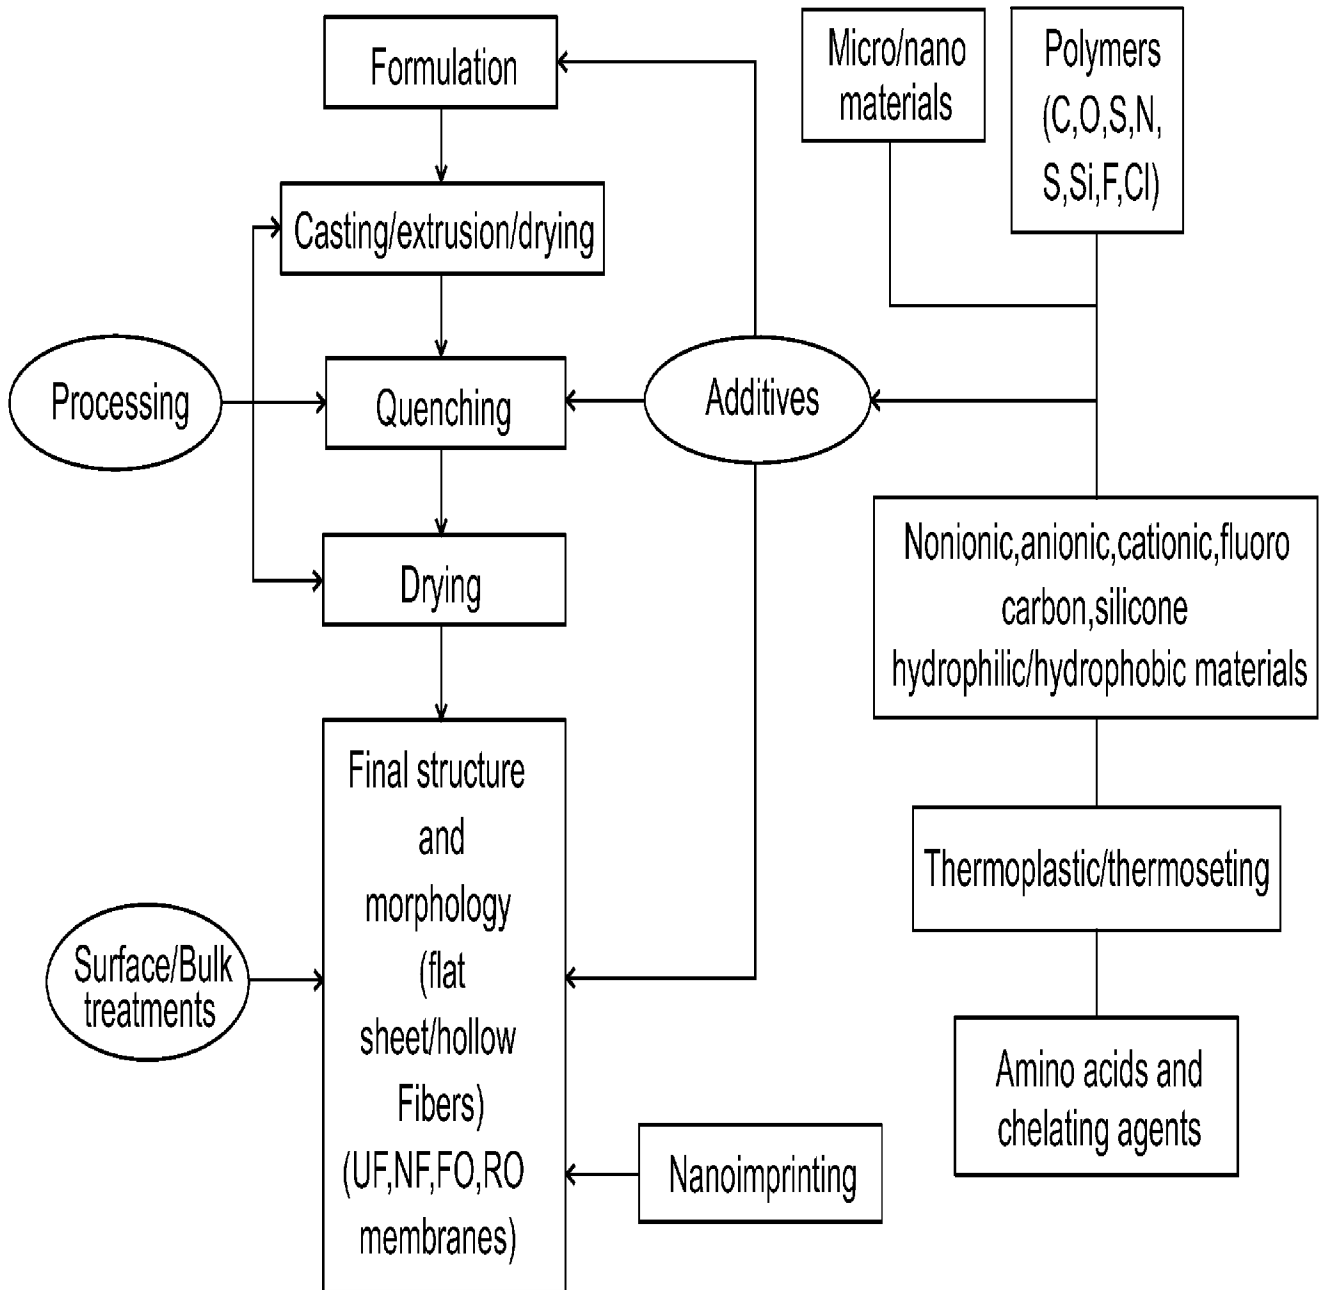 Formulation
Micro/nano
materials
Polymers
(C,O,S,N,
S,Si,F,Cl)
Casting/extrusion/drying
Processing
Quenching
Additives
Drying
Nonionic,anionic,cationic,fluoro
carbon,silicone
hydrophilic/hydrophobic materials
Final structure
and
morphology
(flat
sheet/hollow
Fibers)
(UF,NF,FO,RO
membranes)
Thermoplastic/thermoseting
Surface/Bulk
treatments
Amino acids and
chelating agents
Nanoimprinting